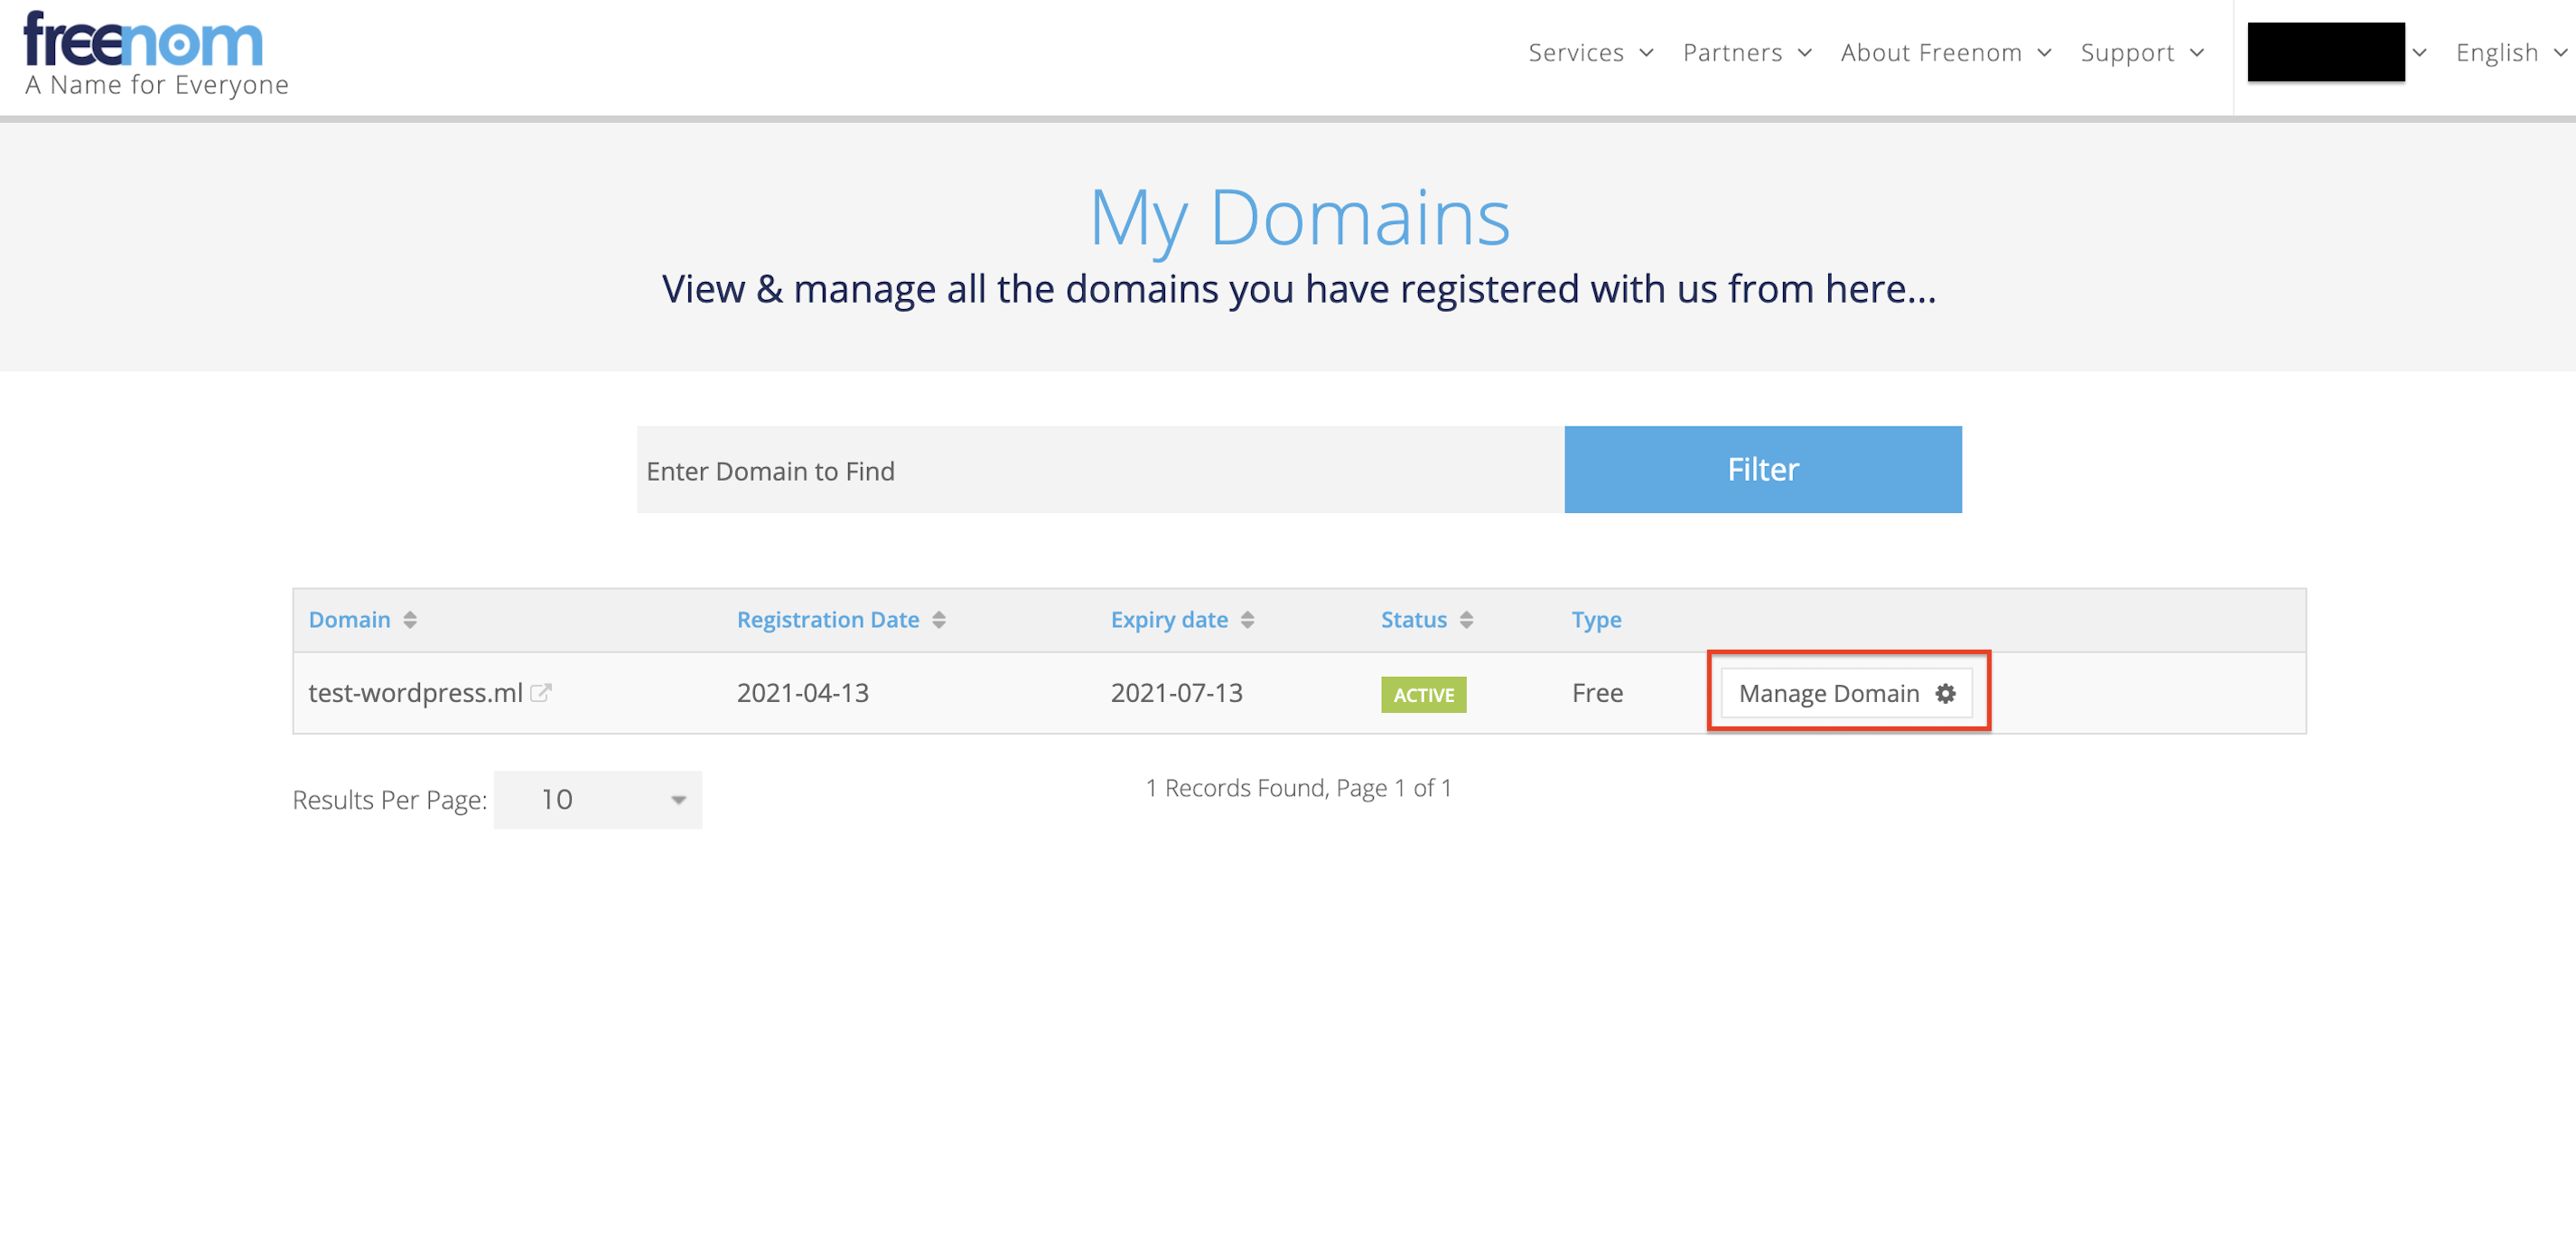 freenom
A Name for Everyone
Services Partners About Freenom Support English
My Domains
View & manage all the domains you have registered with us from here...
Enter Domain to Find Filter
Domain Registration Date Expiry date Status Type
test-wordpress.ml 2021-04-13 2021-07-13 ACTIVE Free Manage Domain
Results Per Page: 10 1 Records Found, Page 1 of 1